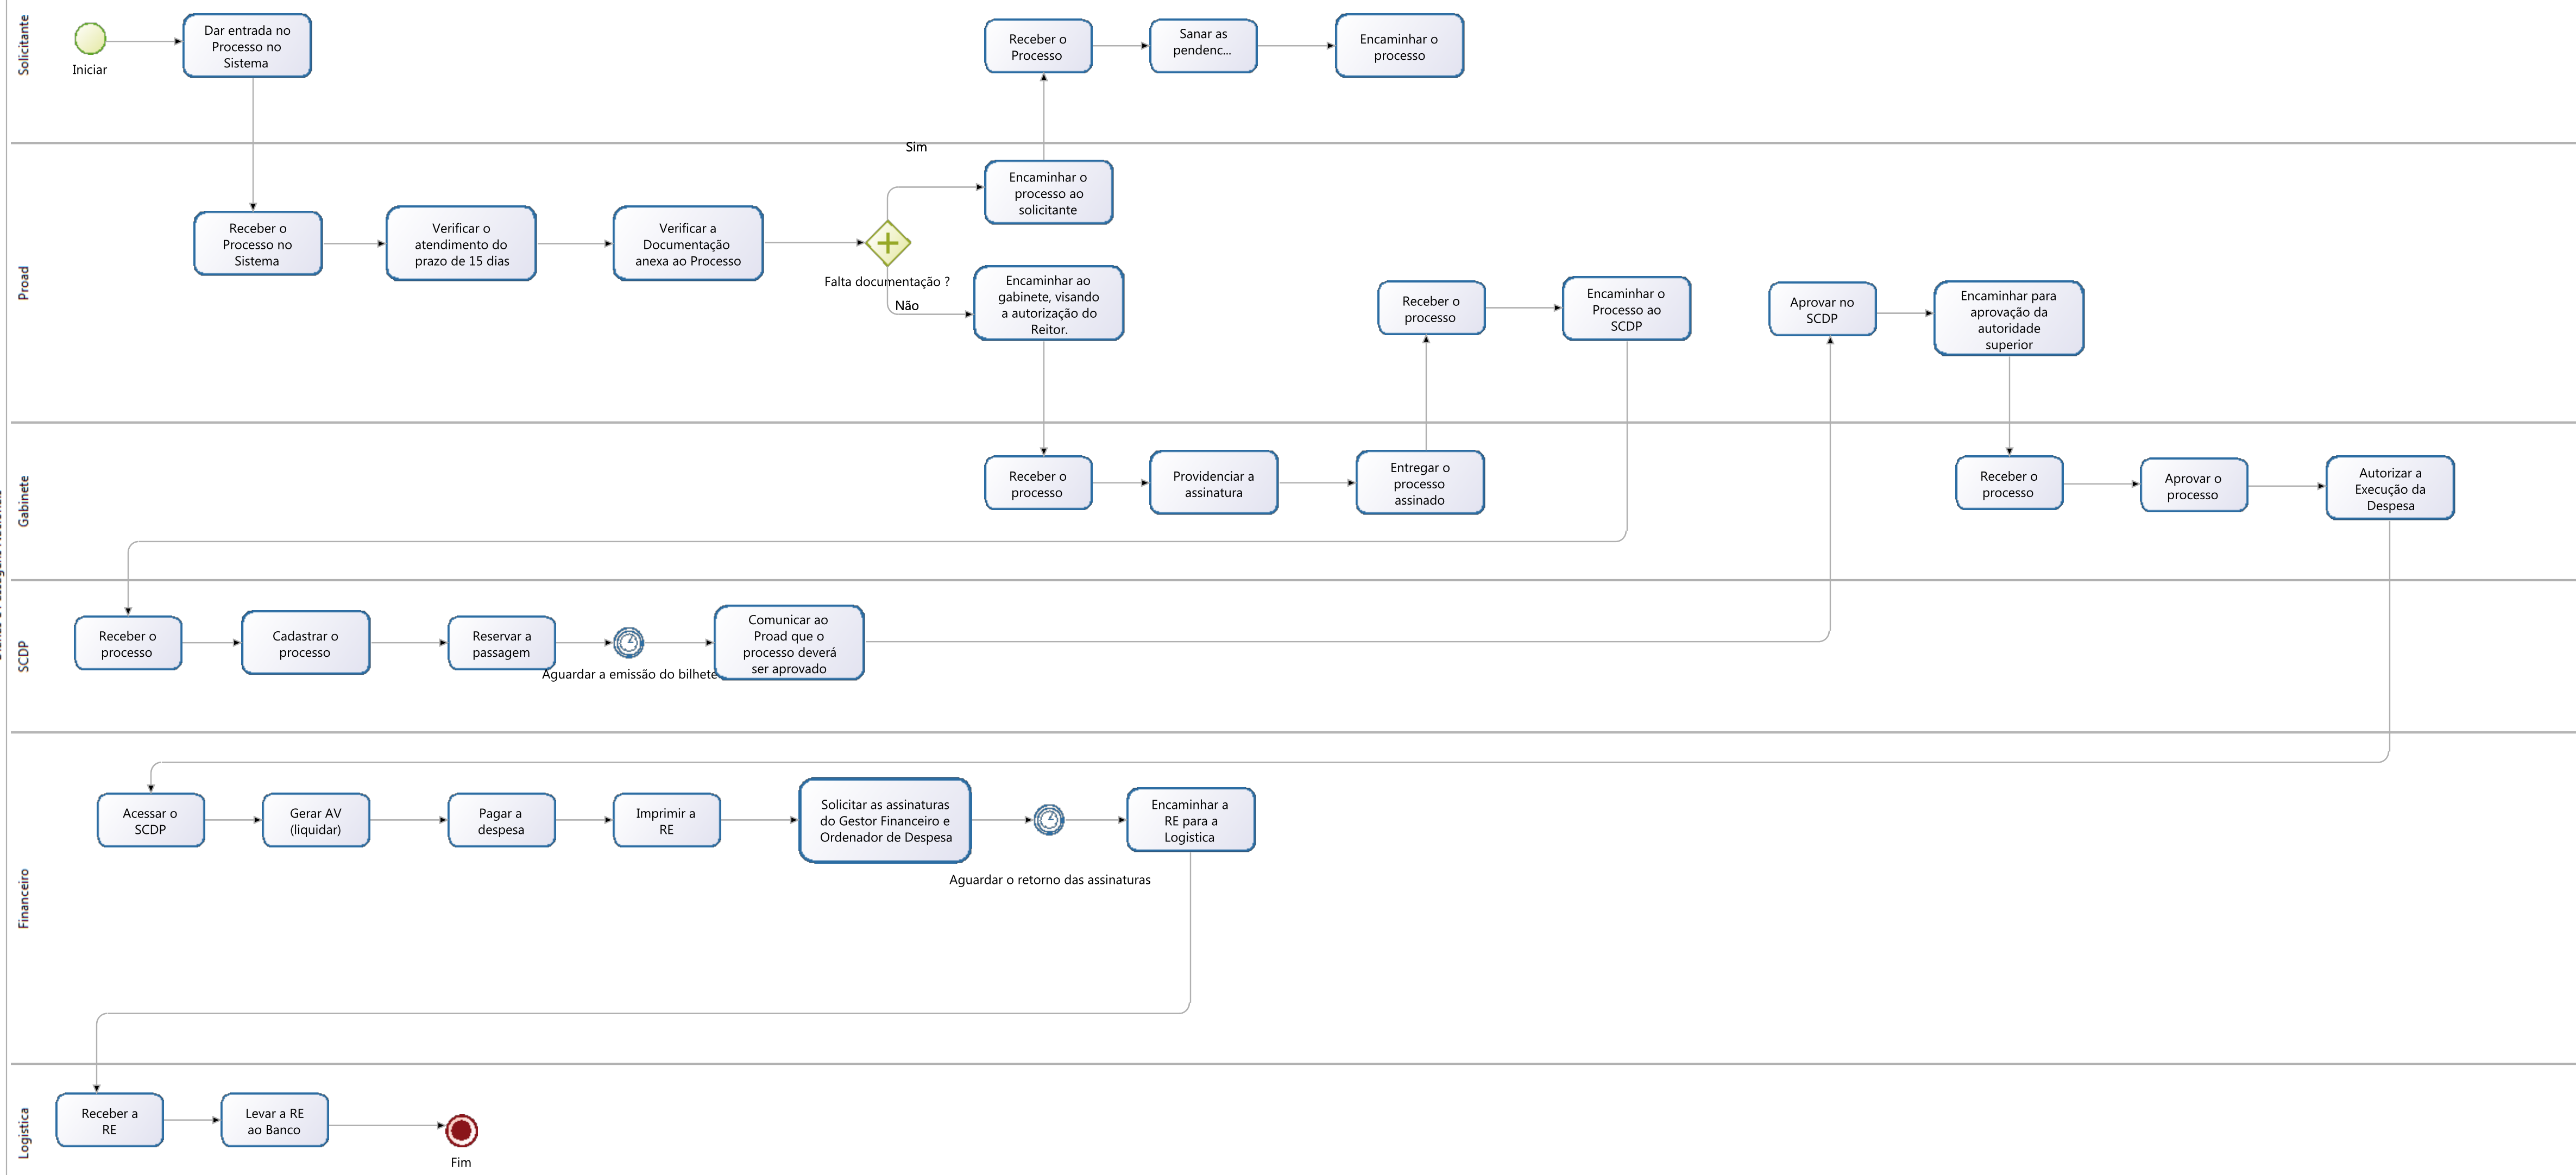 Solicitante
Iniciar
Dar entrada no
Processo no
Sistema
Receber o
Processo
Sanar as
pendenc...
Encaminhar o
processo
Proad
Receber o
Processo no
Sistema
Verificar o
atendimento do
prazo de 15 dias
Verificar a
Documentação
anexa ao Processo
Falta documentação ?
Sim
Encaminhar o
processo ao
solicitante
Não
Encaminhar ao
gabinete, visando
a autorização do
Reitor.
Receber o
processo
Encaminhar o
Processo ao
SCDP
Aprovar no
SCDP
Encaminhar para
aprovação da
autoridade
superior
Gabinete
Receber o
processo
Providenciar a
assinatura
Entregar o
processo
assinado
Receber o
processo
Aprovar o
processo
Autorizar a
Execução da
Despesa
SCDP
Receber o
processo
Cadastrar o
processo
Reservar a
passagem
Aguardar a emissão do bilhete
Comunicar ao
Proad que o
processo deverá
ser aprovado
Financeiro
Acessar o
SCDP
Gerar AV
(liquidar)
Pagar a
despesa
Imprimir a
RE
Solicitar as assinaturas
do Gestor Financeiro e
Ordenador de Despesa
Aguardar o retorno das assinaturas
Encaminhar a
RE para a
Logistica
Logistica
Receber a
RE
Levar a RE
ao Banco
Fim